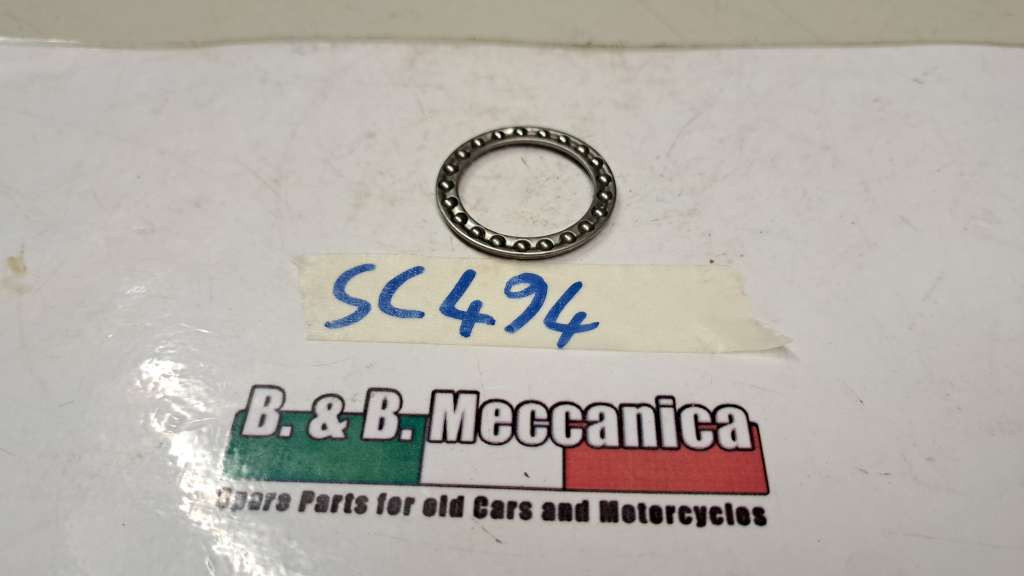 SC494
B. & B. Meccanica
Spare Parts for old Cars and Motorcycles